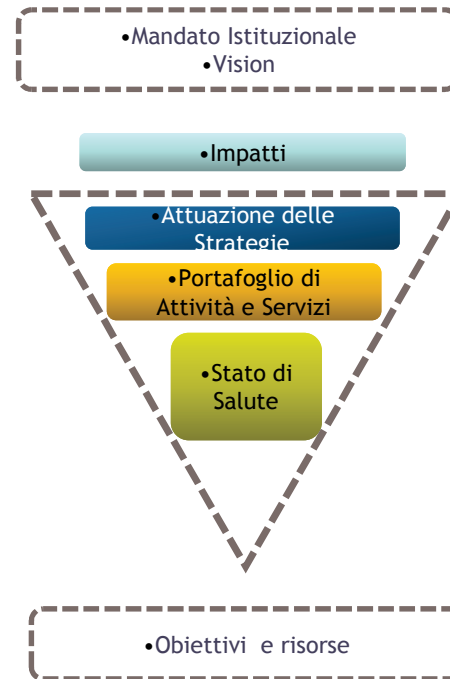 •Mandato Istituzionale
•Vision
•Impatti
•Attuazione delle
Strategie
•Portafoglio di
Attività e Servizi
•Stato di
Salute
•Obiettivi e risorse